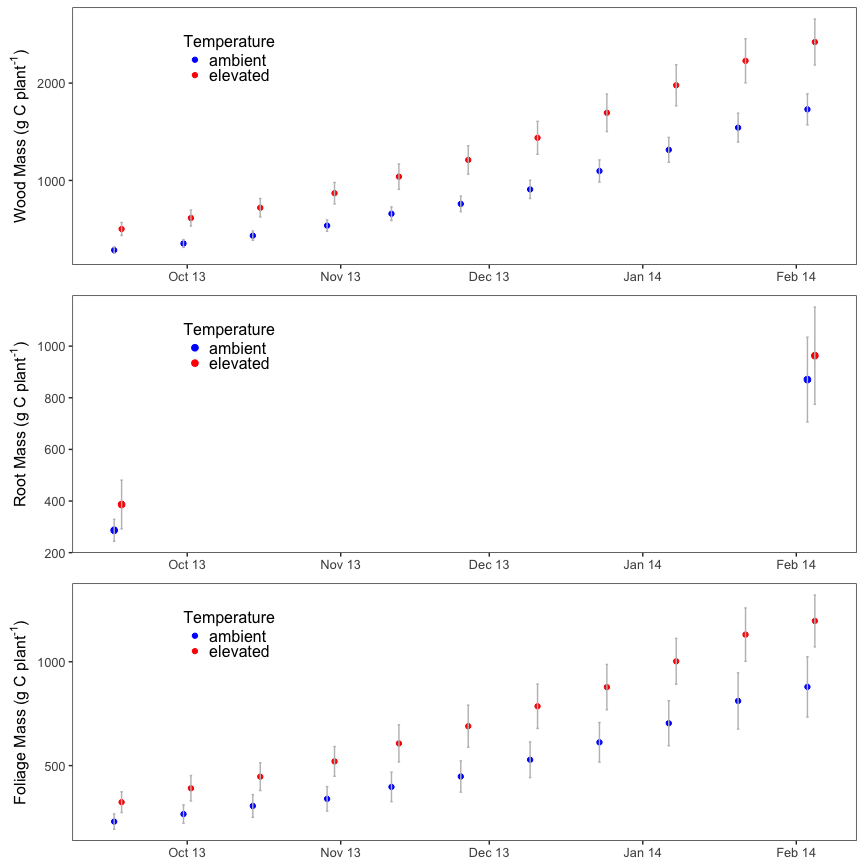 Wood Mass (g C plant⁻¹)
Temperature
ambient
elevated
2000
1000
Oct 13 Nov 13 Dec 13 Jan 14 Feb 14
Root Mass (g C plant⁻¹)
Temperature
ambient
elevated
1000
800
600
400
200
Oct 13 Nov 13 Dec 13 Jan 14 Feb 14
Foliage Mass (g C plant⁻¹)
Temperature
ambient
elevated
1000
500
Oct 13 Nov 13 Dec 13 Jan 14 Feb 14